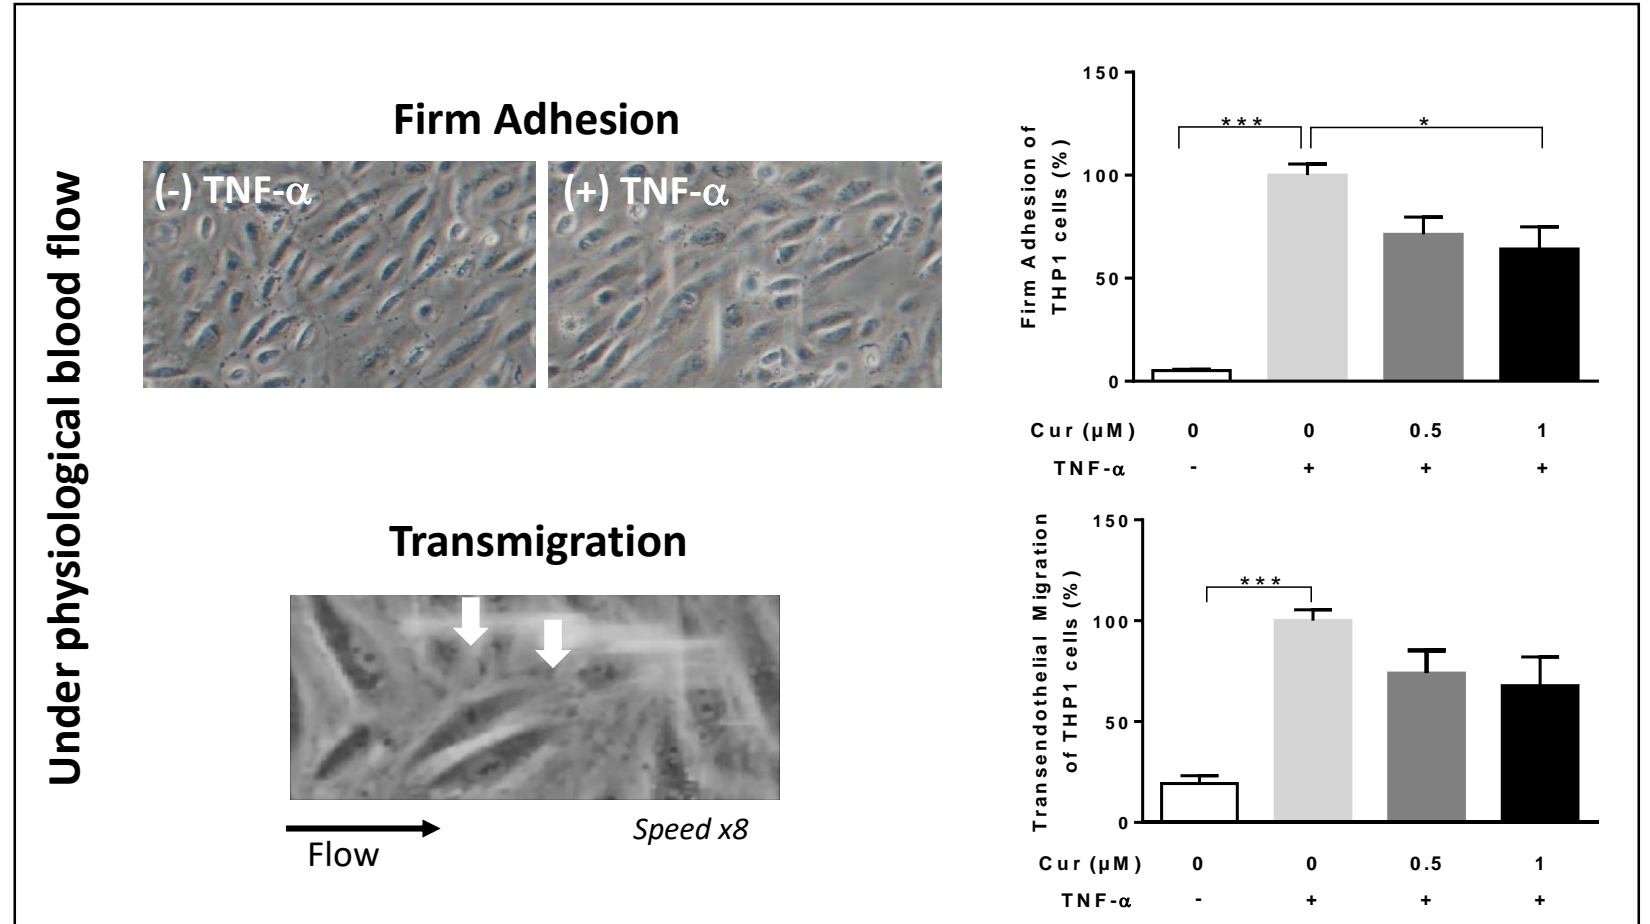 Under physiological blood flow
Firm Adhesion
(-) TNF-α
(+) TNF-α
Firm Adhesion of
THP1 cells (%)
150
100
50
0
***
*
Cur (µM) 0 0 0.5 1
TNF-α - + + +
Transmigration
Flow
Speed x8
Transendothelial Migration
of THP1 cells (%)
150
100
50
0
***
Cur (µM) 0 0 0.5 1
TNF-α - + + +